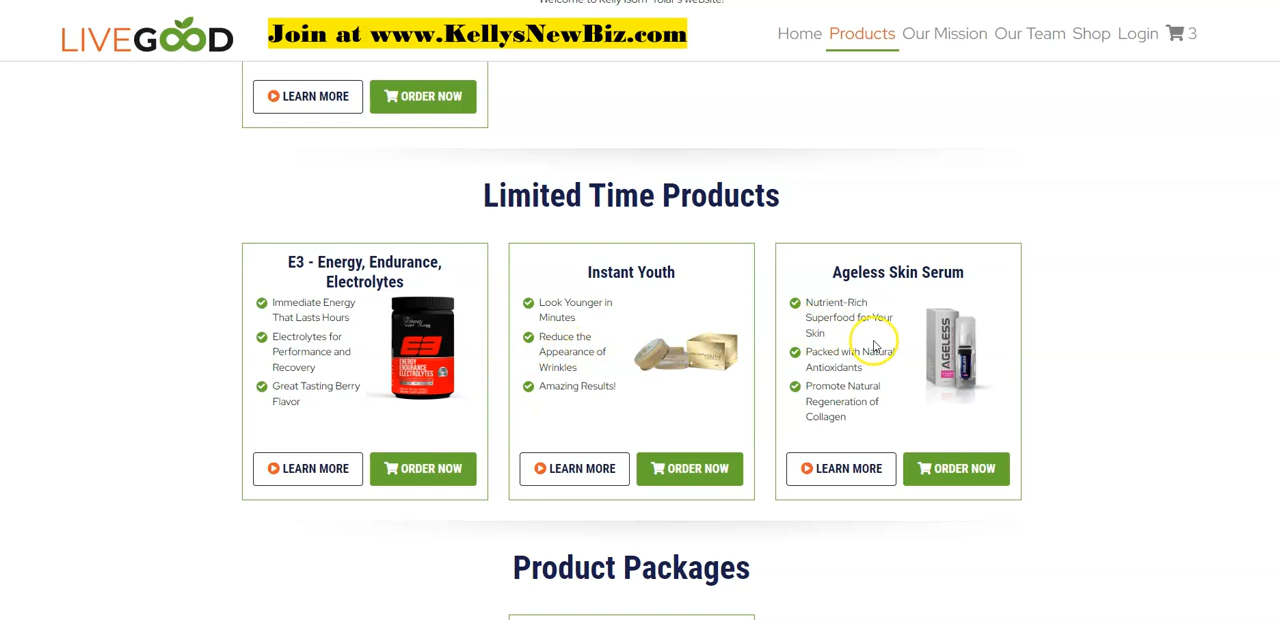 Welcome to Kelly Isom-Tolar's website!
LIVEGOOD
Join at www.KellysNewBiz.com
Home Products Our Mission Our Team Shop Login 3
LEARN MORE ORDER NOW
Limited Time Products
E3 - Energy, Endurance,
Electrolytes
Immediate Energy
That Lasts Hours
Electrolytes for
Performance and
Recovery
Great Tasting Berry
Flavor
E3
ENERGY
ENDURANCE
ELECTROLYTES
LEARN MORE ORDER NOW
Instant Youth
Look Younger in
Minutes
Reduce the
Appearance of
Wrinkles
Amazing Results!
LEARN MORE ORDER NOW
Ageless Skin Serum
Nutrient-Rich
Superfood for Your
Skin
Packed with Natural
Antioxidants
Promote Natural
Regeneration of
Collagen
AGELESS
LEARN MORE ORDER NOW
Product Packages